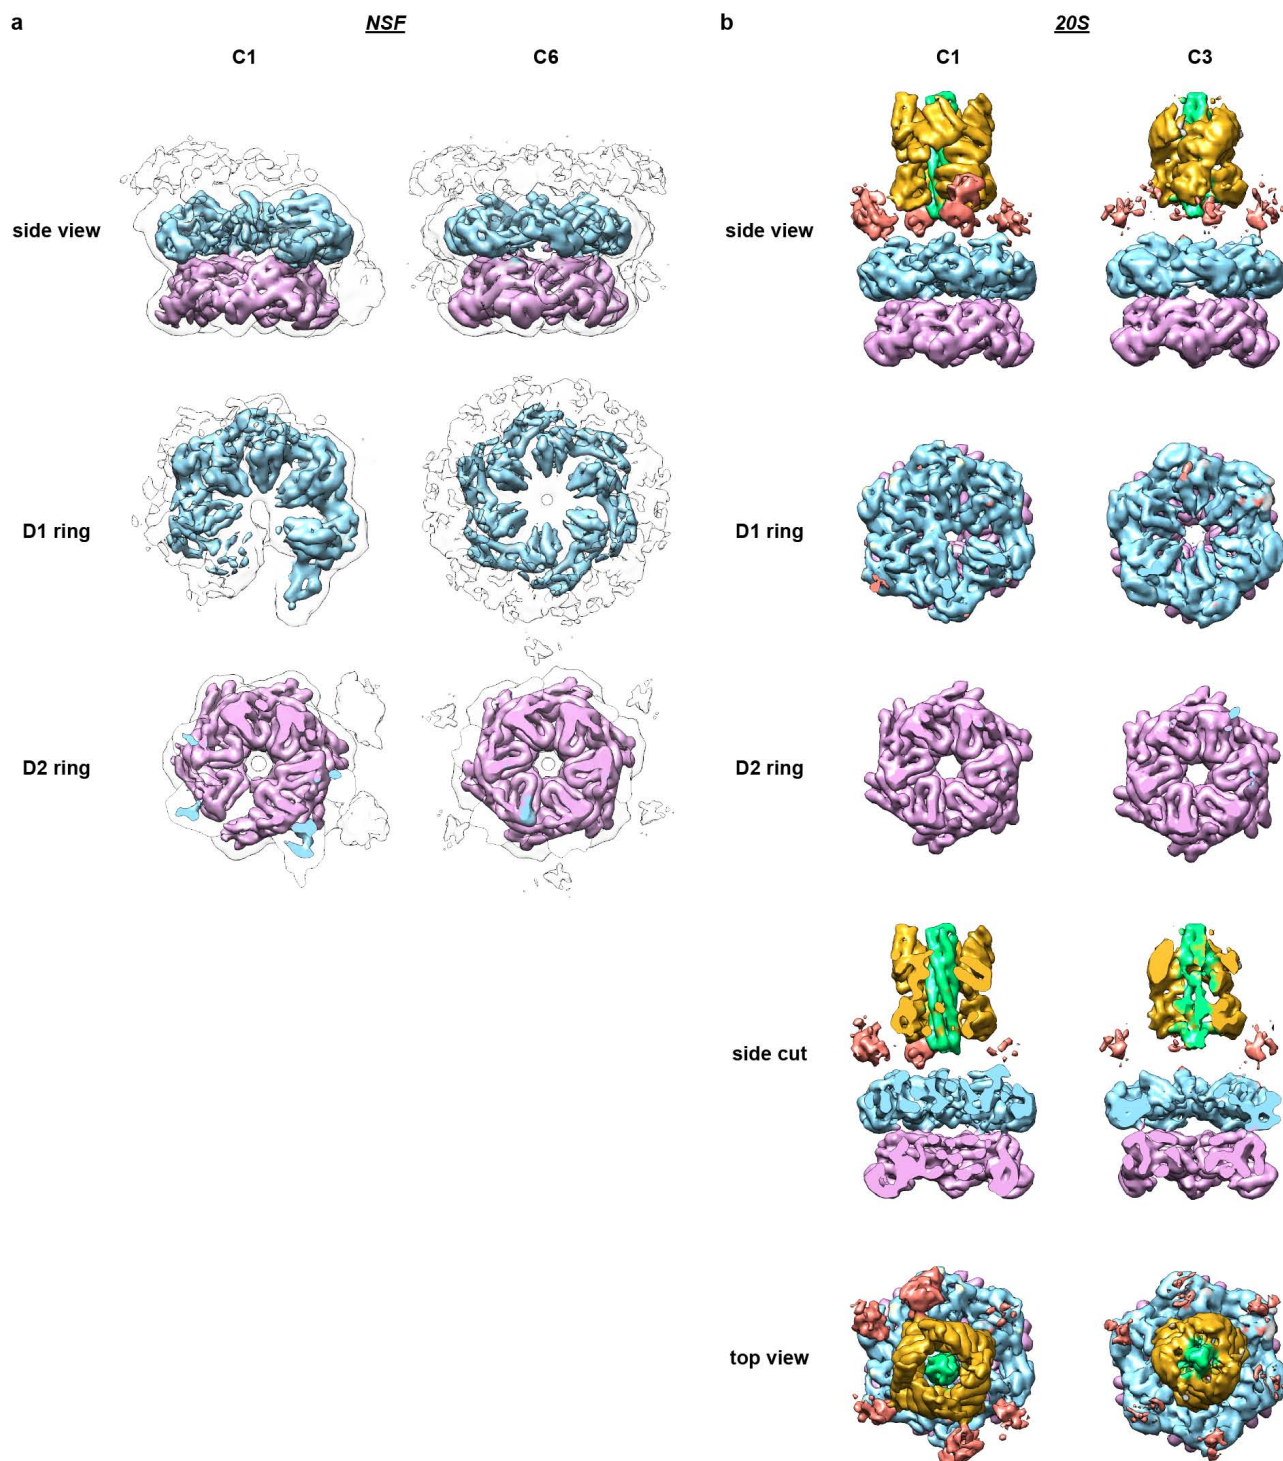 a NSF b 20S
C1 C6 C1 C3
side view side view
D1 ring D1 ring
D2 ring D2 ring
side cut
top view